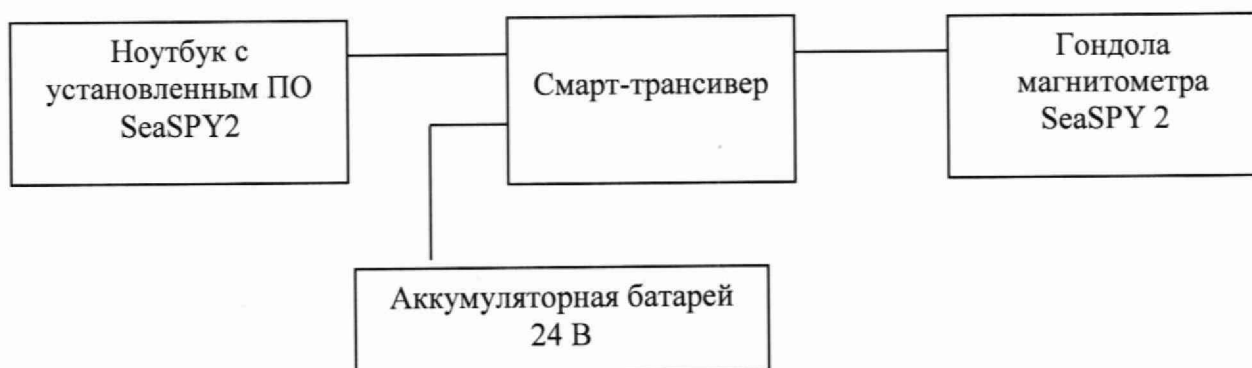 Ноутбук с
установленным ПО
SeaSPY2
Смарт-трансивер
Гондола
магнитометра
SeaSPY 2
Аккумуляторная батарей
24 В